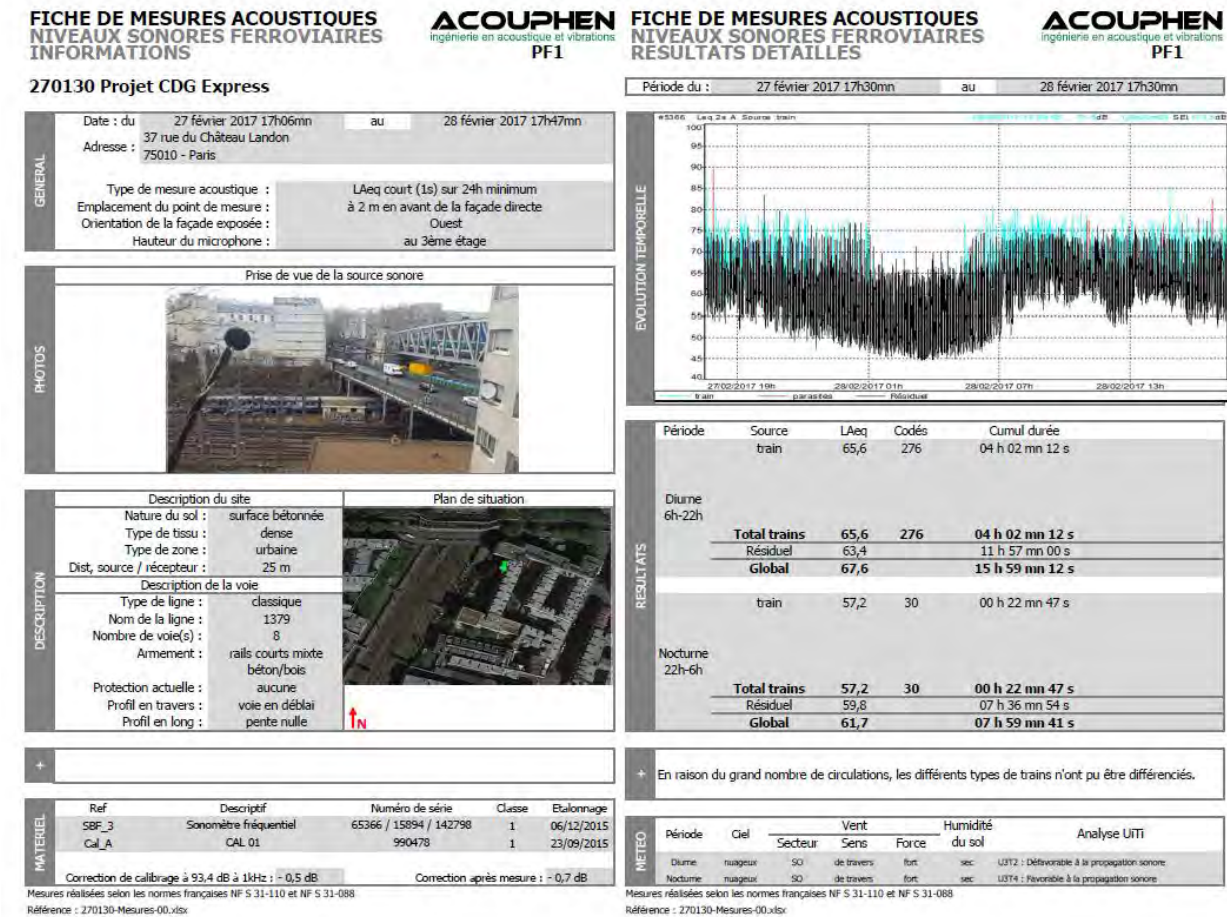 FICHE DE MESURES ACOUSTIQUES
NIVEAUX SONORES FERROVIAIRES
INFORMATIONS
ACOUPHEN
ingénierie en acoustique et vibrations
PF1
270130 Projet CDG Express
GENERAL
Date : du 27 février 2017 17h06mn au 28 février 2017 17h47mn
Adresse : 37 rue du Château Landon
75010 - Paris
Type de mesure acoustique : LAeq court (1s) sur 24h minimum
Emplacement du point de mesure : à 2 m en avant de la façade directe
Orientation de la façade exposée : Ouest
Hauteur du microphone : au 3ème étage
PHOTOS
Prise de vue de la source sonore
DESCRIPTION
Description du site
Nature du sol : surface bétonnée
Type de tissu : dense
Type de zone : urbaine
Dist, source / récepteur : 25 m
Description de la voie
Type de ligne : classique
Nom de la ligne : 1379
Nombre de voie(s) : 8
Armement : rails courts mixte
béton/bois
Protection actuelle : aucune
Profil en travers : voie en déblai
Profil en long : pente nulle
Plan de situation
N
+
MATERIEL
Ref Descriptif Numéro de série Classe Etalonnage
SBF_3 Sonomètre fréquentiel 65366 / 15894 / 142798 1 06/12/2015
Cal_A CAL 01 990478 1 23/09/2015
Correction de calibrage à 93,4 dB à 1kHz : - 0,5 dB Correction après mesure : - 0,7 dB
Mesures réalisées selon les normes françaises NF S 31-110 et NF S 31-088
Référence : 270130-Mesures-00.xlsx
FICHE DE MESURES ACOUSTIQUES
NIVEAUX SONORES FERROVIAIRES
RESULTATS DETAILLES
ACOUPHEN
ingénierie en acoustique et vibrations
PF1
Période du : 27 février 2017 17h30mn au 28 février 2017 17h30mn
EVOLUTION TEMPORELLE
#5366 Leq 2s A Source train dB SEL dB
100
95
90
85
80
75
70
65
60
55
50
45
40
27/02/2017 19h 28/02/2017 01h 28/02/2017 07h 28/02/2017 13h
train parasites Résiduel
RESULTATS
Période Source LAeq Codés Cumul durée
train 65,6 276 04 h 02 mn 12 s
Diurne
6h-22h
Total trains 65,6 276 04 h 02 mn 12 s
Résiduel 63,4 11 h 57 mn 00 s
Global 67,6 15 h 59 mn 12 s
train 57,2 30 00 h 22 mn 47 s
Nocturne
22h-6h
Total trains 57,2 30 00 h 22 mn 47 s
Résiduel 59,8 07 h 36 mn 54 s
Global 61,7 07 h 59 mn 41 s
+
En raison du grand nombre de circulations, les différents types de trains n'ont pu être différenciés.
METEO
Période Ciel Vent Humidité du sol Analyse UiTi
Secteur Sens Force
Diurne nuageux SO de travers fort sec U3T2 : Défavorable à la propagation sonore
Nocturne nuageux SO de travers fort sec U3T4 : Favorable à la propagation sonore
Mesures réalisées selon les normes françaises NF S 31-110 et NF S 31-088
Référence : 270130-Mesures-00.xlsx